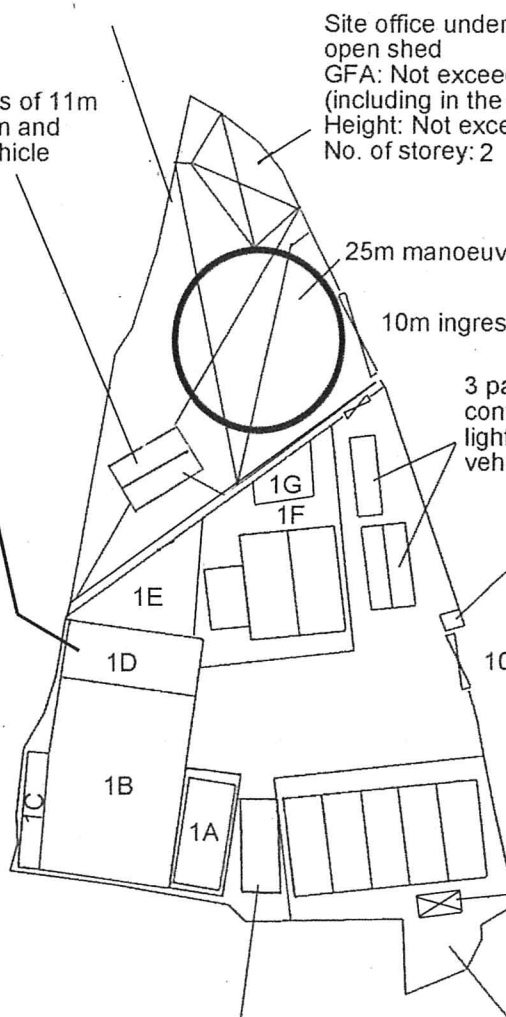 Site office under
open shed
GFA: Not exceed
(including in the
Height: Not exce
No. of storey: 2
s of 11m
m and
hicle
25m manoeuv
10m ingres
3 pa
con
light
veh
1G
1F
1E
1D
10
1B
1C
1A